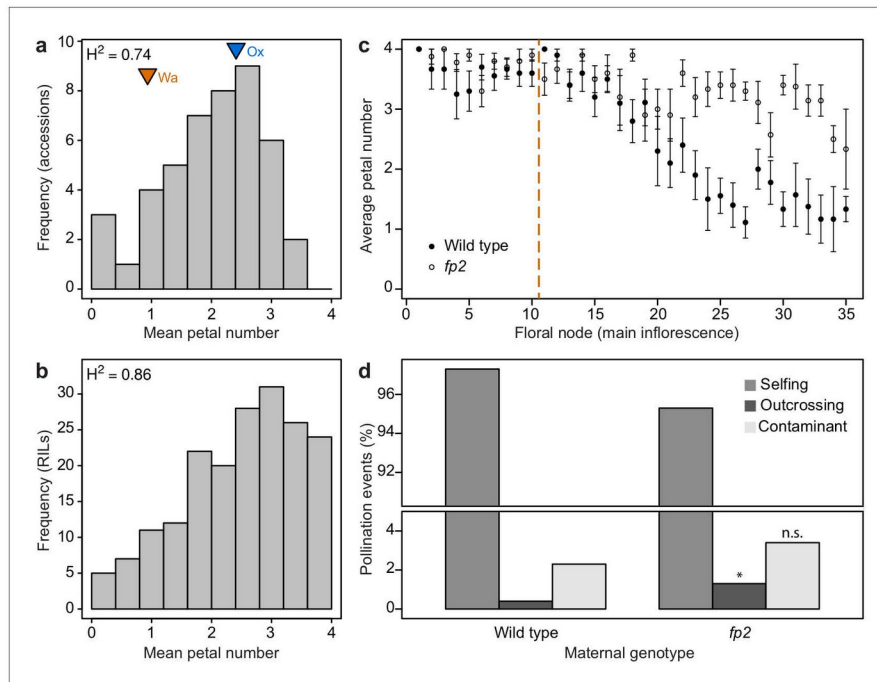 a
H² = 0.74
Wa
Ox
Frequency (accessions)
10
8
6
4
2
0
0 1 2 3 4
Mean petal number
b
H² = 0.86
Frequency (RILs)
30
25
20
15
10
5
0
0 1 2 3 4
Mean petal number
c
Average petal number
4
3
2
1
0
Wild type
fp2
0 5 10 15 20 25 30 35
Floral node (main inflorescence)
d
Pollination events (%)
96
94
92
4
2
0
Selfing
Outcrossing
Contaminant
*
n.s.
Wild type fp2
Maternal genotype